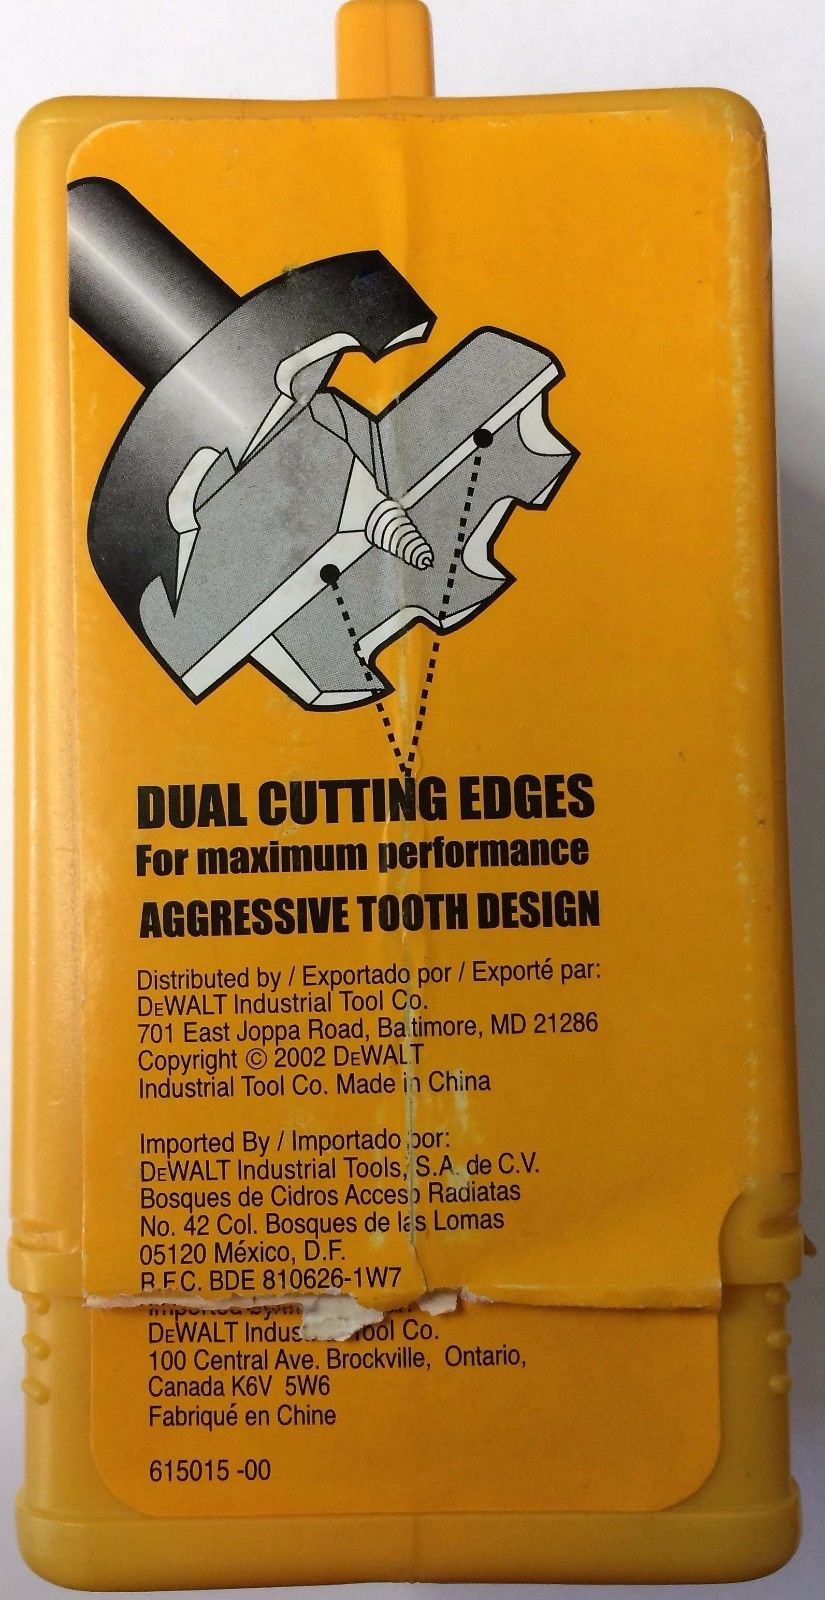 DUAL CUTTING EDGES
For maximum performance
AGGRESSIVE TOOTH DESIGN
Distributed by / Exportado por / Exporté par:
DEWALT Industrial Tool Co.
701 East Joppa Road, Baltimore, MD 21286
Copyright © 2002 DEWALT
Industrial Tool Co. Made in China
Imported By / Importado por:
DEWALT Industrial Tools, S.A. de C.V.
Bosques de Cidros Acceso Radiatas
No. 42 Col. Bosques de las Lomas
05120 México, D.F.
R.F.C. BDE 810626-1W7
Imported by
DEWALT Tool Co.
100 Central Ave. Brockville, Ontario,
Canada K6V 5W6
Fabriqué en Chine
615015 -00